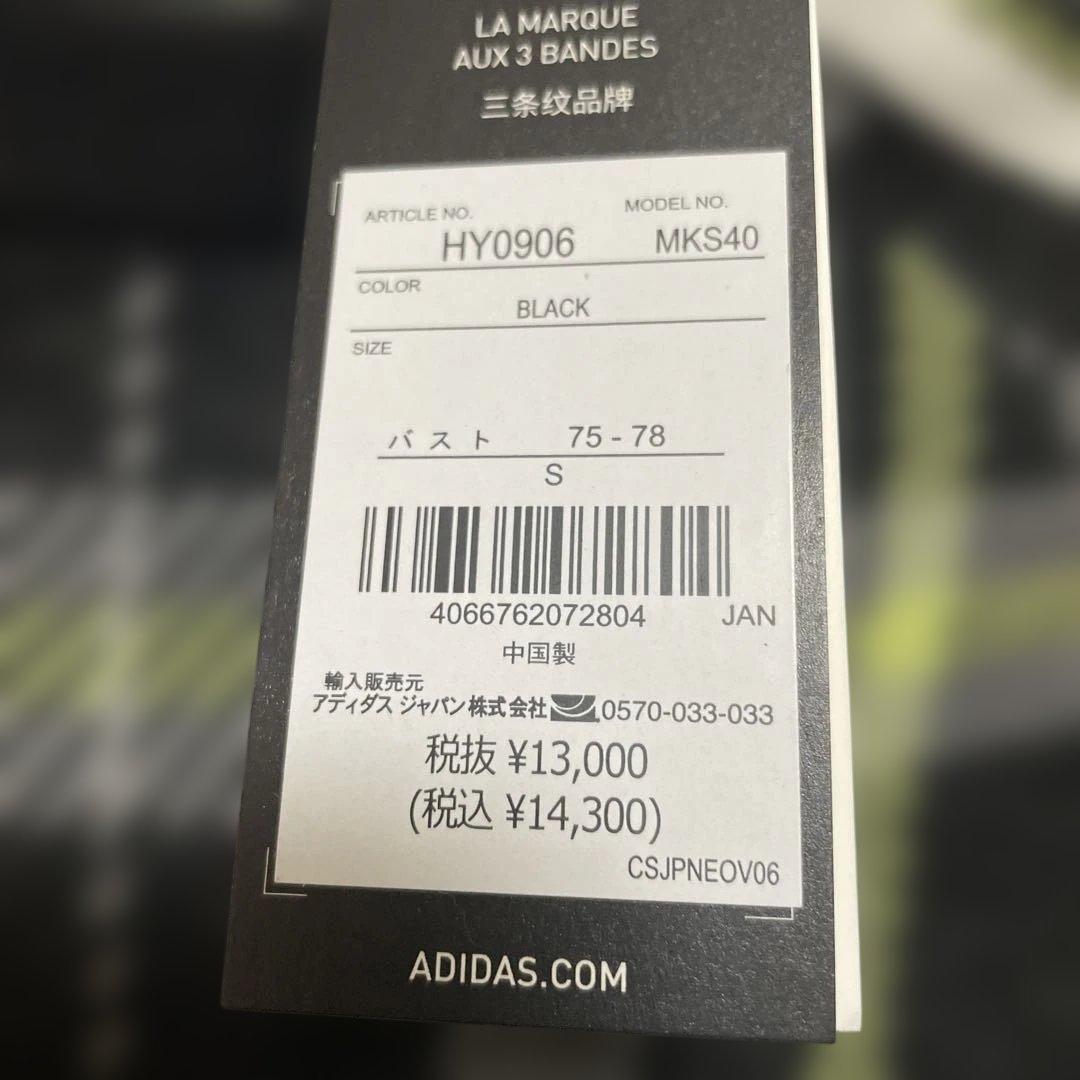 LA MARQUE
AUX 3 BANDES
三条纹品牌
ARTICLE NO. MODEL NO.
HY0906 MKS40
COLOR
BLACK
SIZE
バスト 75 - 78
S
4066762072804 JAN
中国製
輸入販売元
アディダス ジャパン株式会社 0570-033-033
税抜 ¥13,000
(税込 ¥14,300)
CSJPNEOV06
ADIDAS.COM